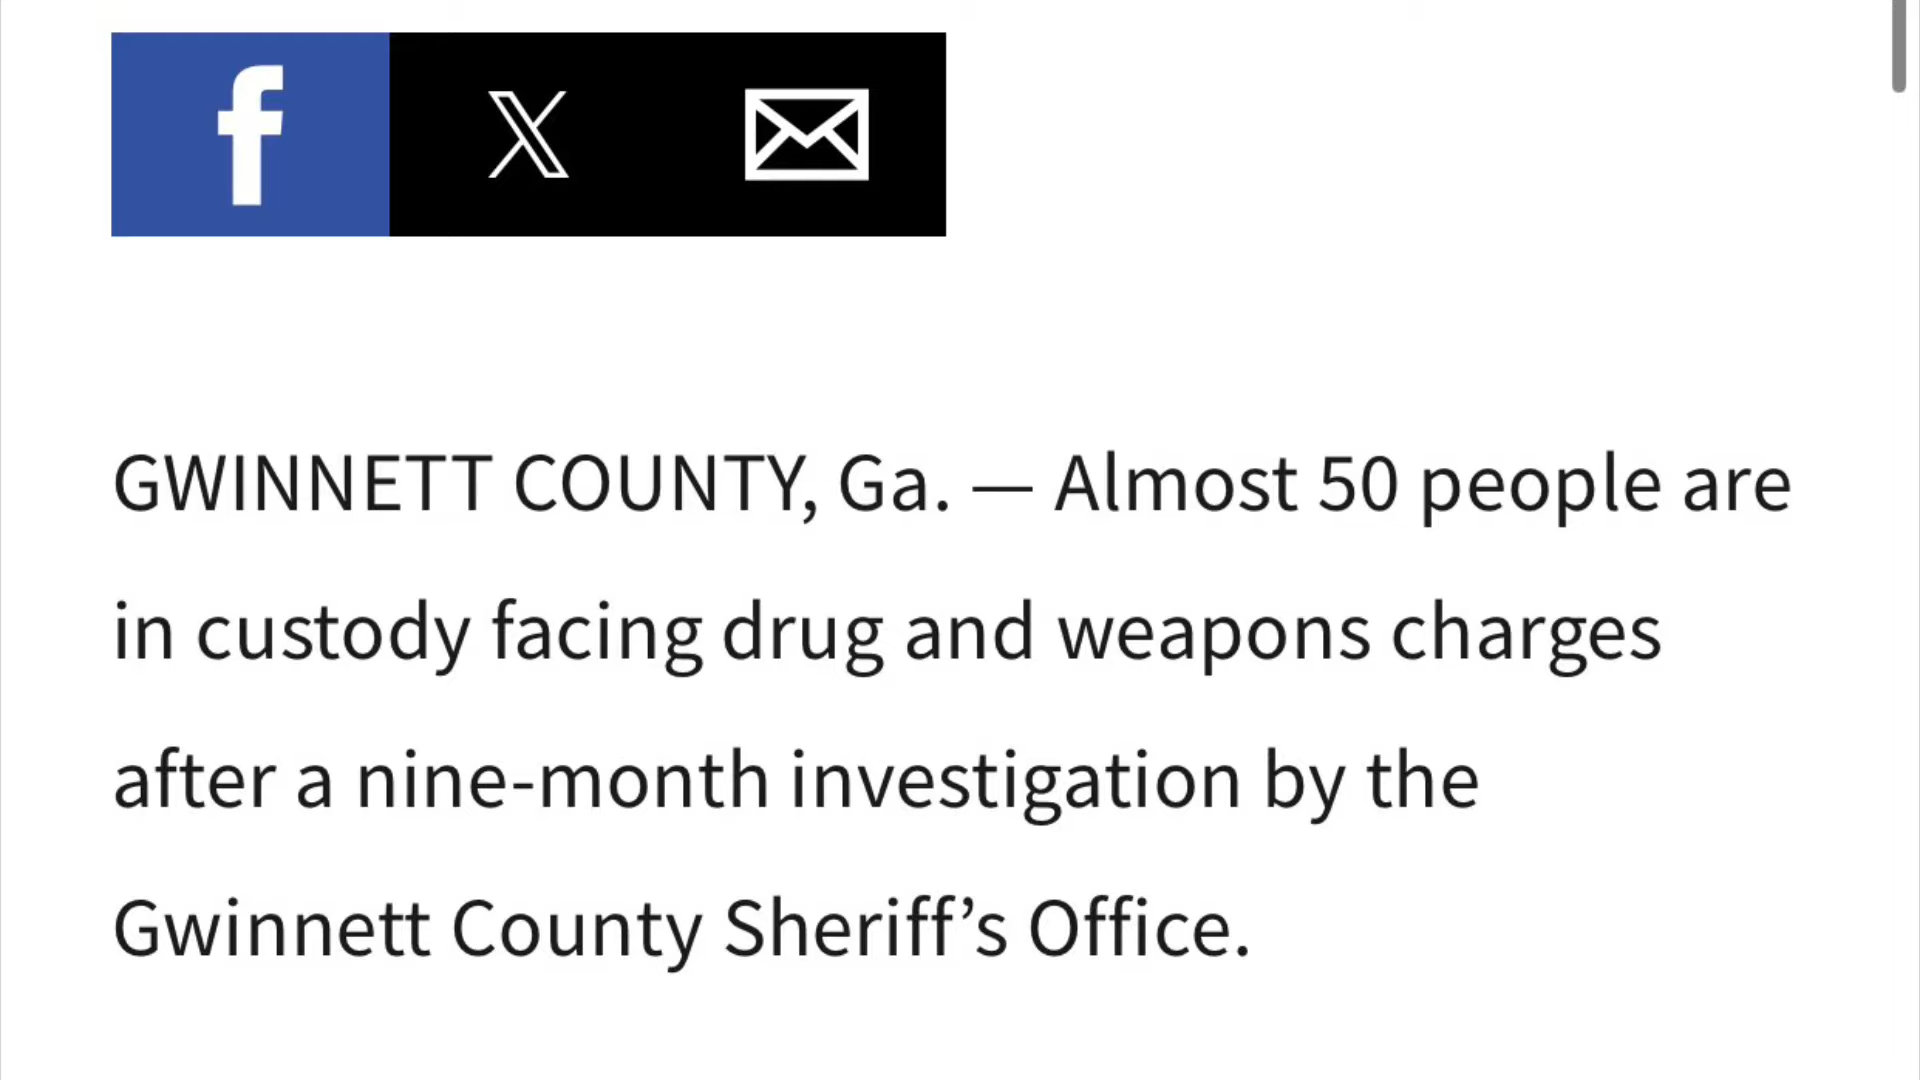 GWINNETT COUNTY, Ga. — Almost 50 people are
in custody facing drug and weapons charges
after a nine-month investigation by the
Gwinnett County Sheriff’s Office.